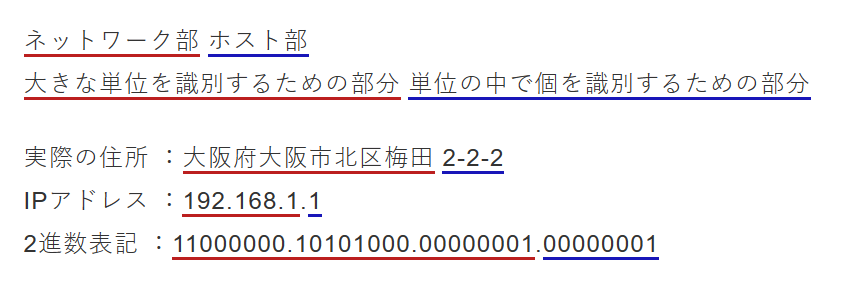 ネットワーク部 ホスト部
大きな単位を識別するための部分 単位の中で個を識別するための部分
実際の住所 ：大阪府大阪市北区梅田 2-2-2
IPアドレス ：192.168.1.1
2進数表記 ：11000000.10101000.00000001.00000001